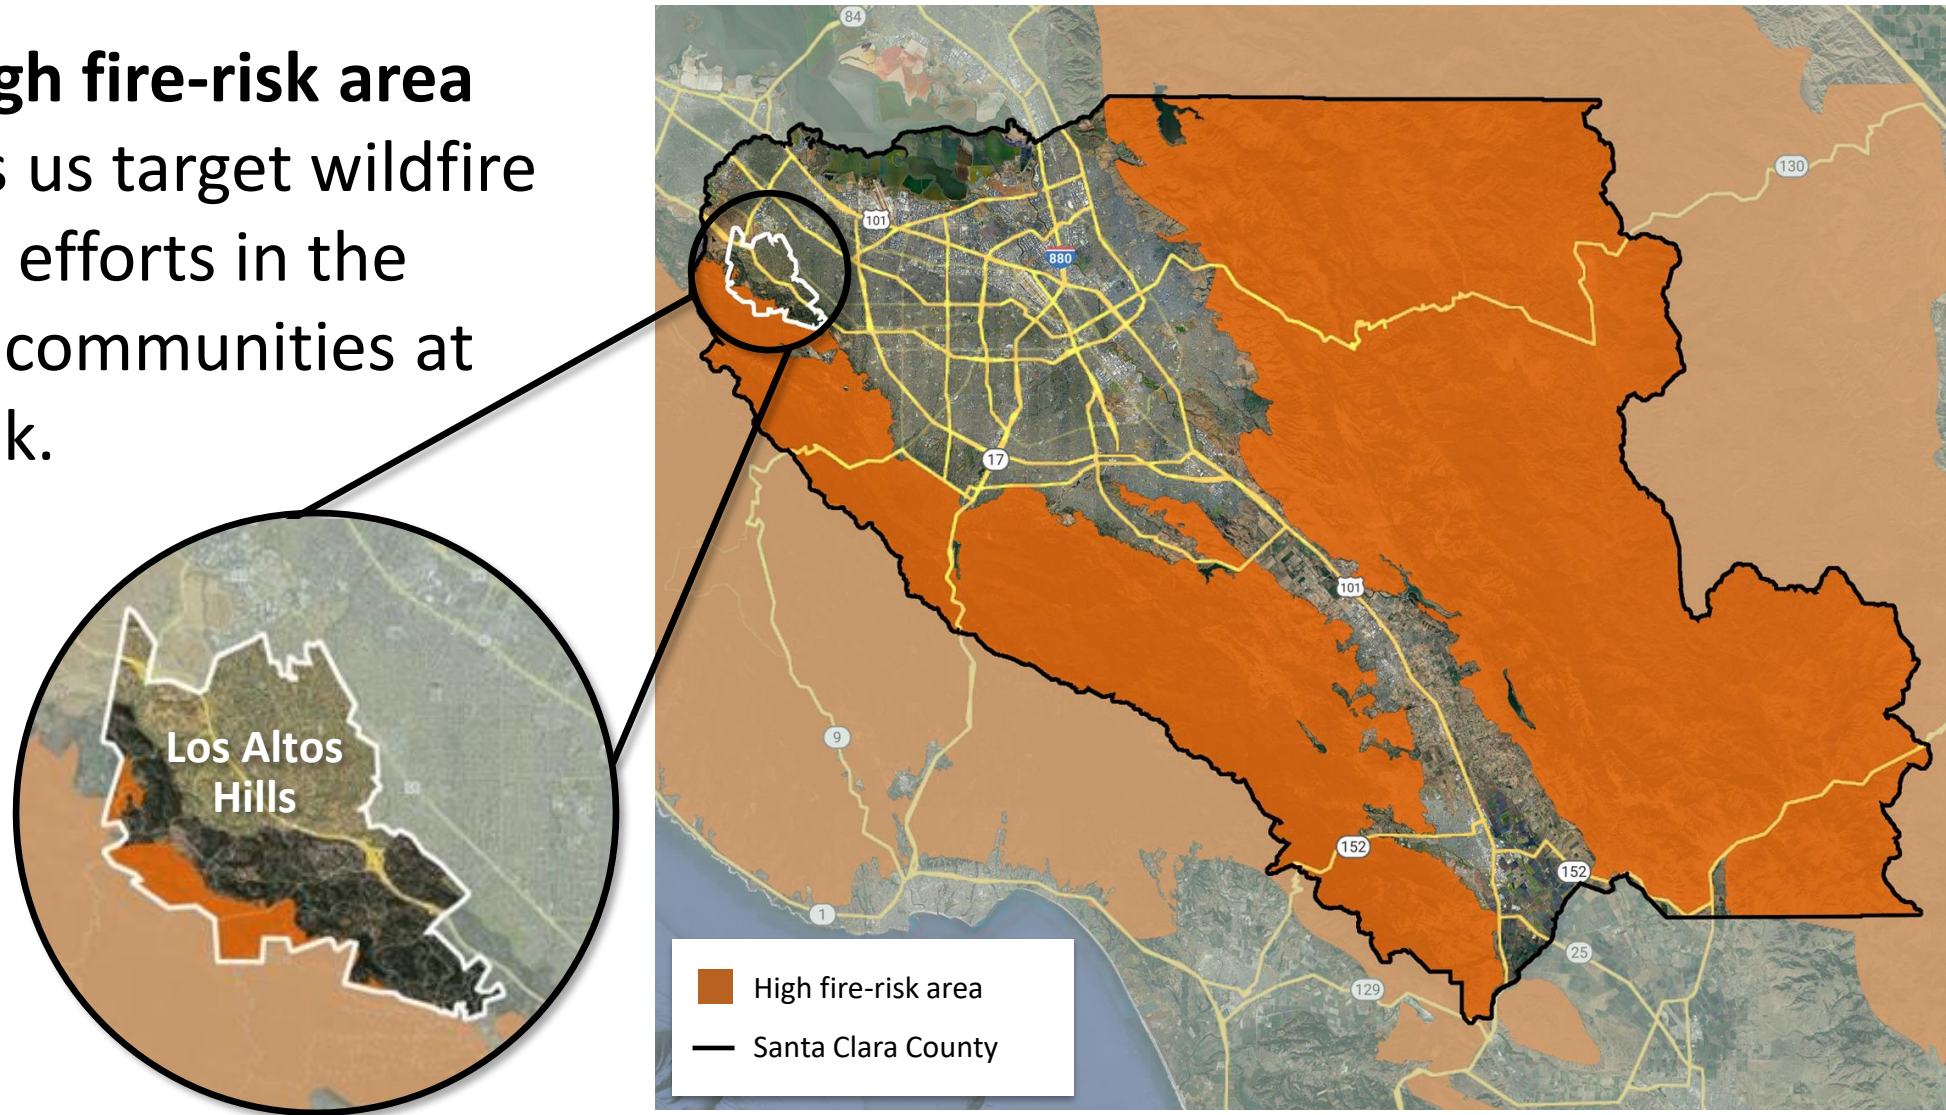 gh fire-risk area
s us target wildfire
efforts in the
communities at
k.
84
130
101
880
17
101
9
152
152
1
25
129
Los Altos
Hills
High fire-risk area
Santa Clara County